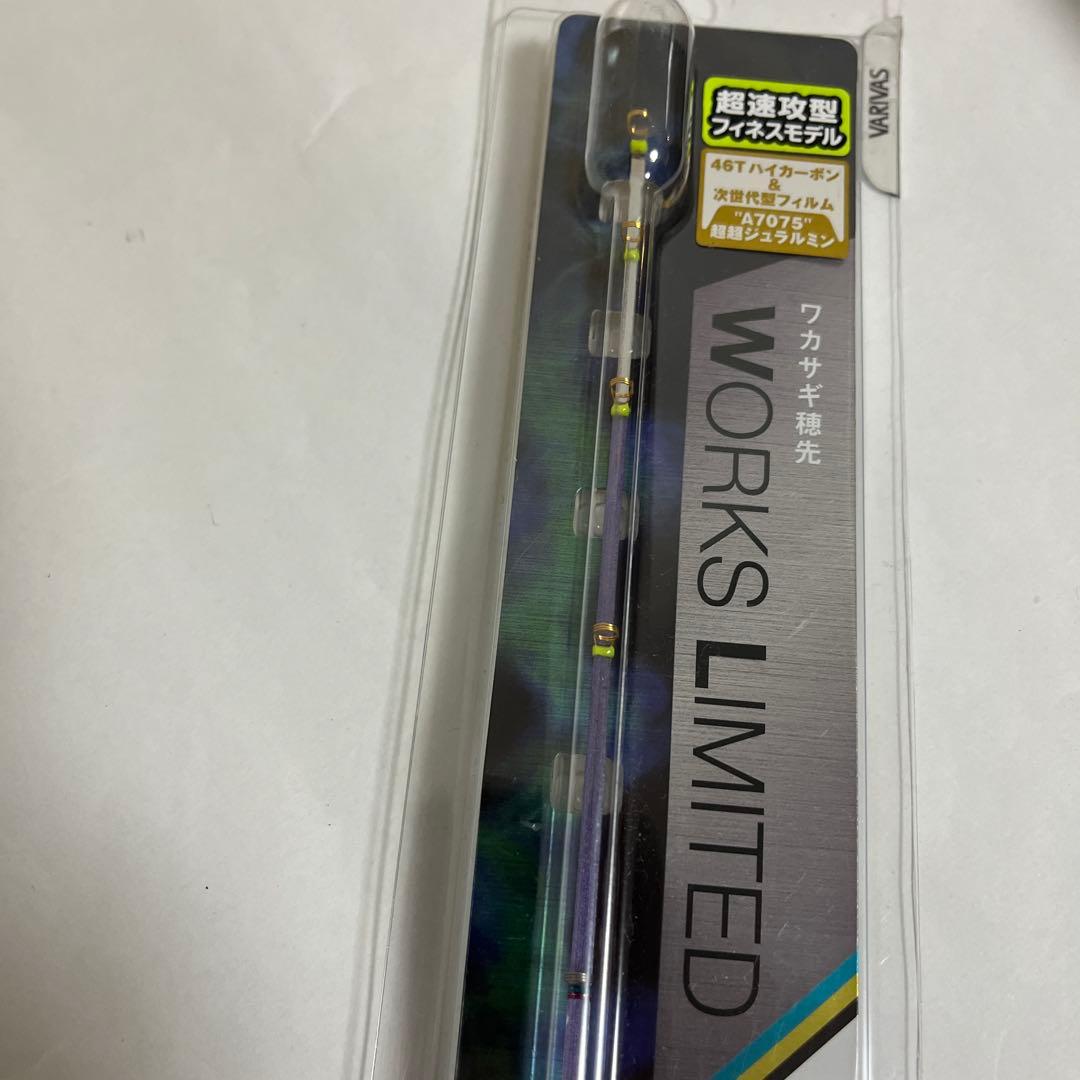 VARIVAS
超速攻型
フィネスモデル
46Tハイカーボン
&
次世代型フィルム
"A7075"
超超ジュラルミン
ワカサギ穂先
WORKS LIMITED